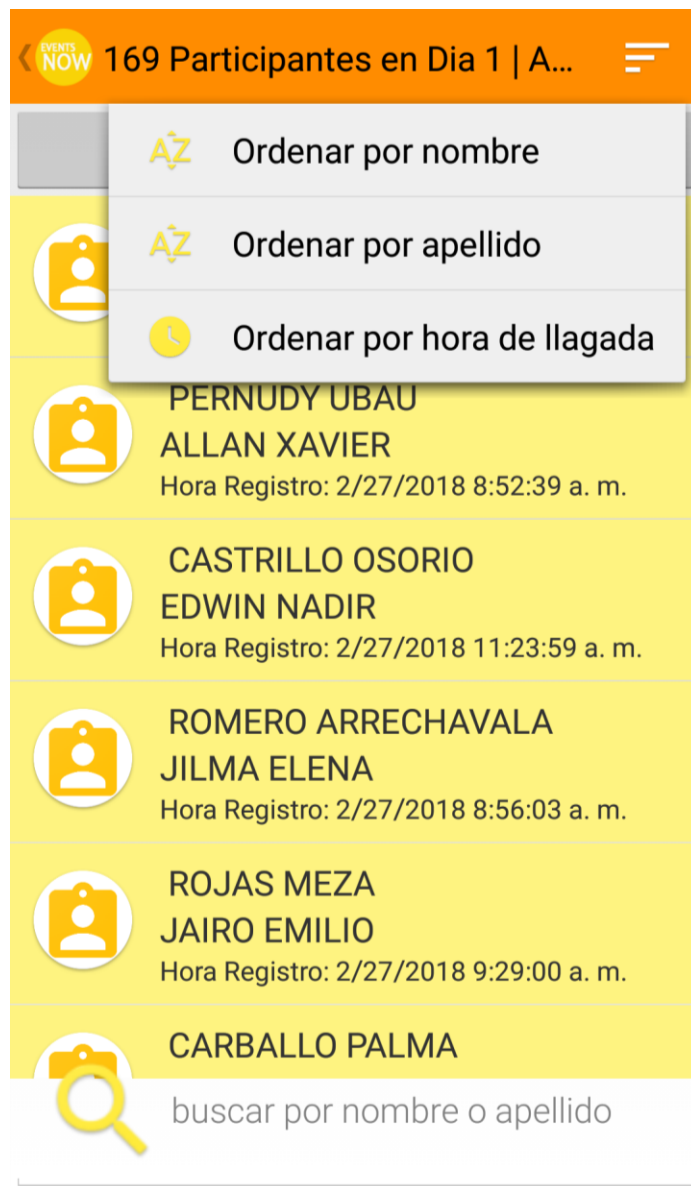 EVENTS
NOW
169 Participantes en Dia 1 | A...
AZ Ordenar por nombre
AZ Ordenar por apellido
Ordenar por hora de llagada
PERNUDY UBAU
ALLAN XAVIER
Hora Registro: 2/27/2018 8:52:39 a. m.
CASTRILLO OSORIO
EDWIN NADIR
Hora Registro: 2/27/2018 11:23:59 a. m.
ROMERO ARRECHAVALA
JILMA ELENA
Hora Registro: 2/27/2018 8:56:03 a. m.
ROJAS MEZA
JAIRO EMILIO
Hora Registro: 2/27/2018 9:29:00 a. m.
CARBALLO PALMA
buscar por nombre o apellido